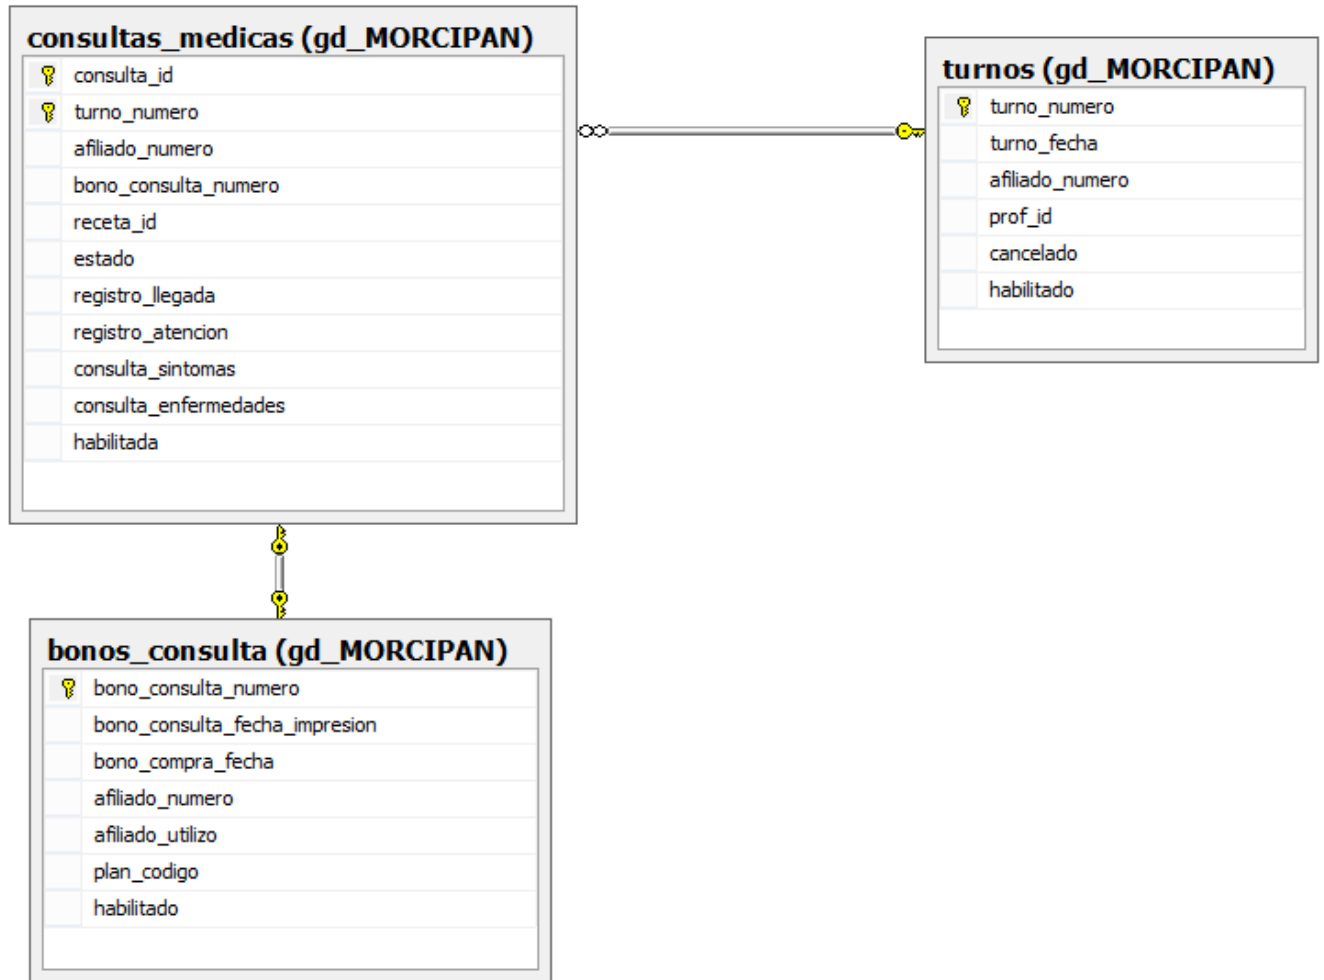 consultas_medicas (gd_MORCIPAN)
consulta_id
turno_numero
afiliado_numero
bono_consulta_numero
receta_id
estado
registro_llegada
registro_atencion
consulta_sintomas
consulta_enfermedades
habilitada
turnos (gd_MORCIPAN)
turno_numero
turno_fecha
afiliado_numero
prof_id
cancelado
habilitado
bonos_consulta (gd_MORCIPAN)
bono_consulta_numero
bono_consulta_fecha_impresion
bono_compra_fecha
afiliado_numero
afiliado_utilizo
plan_codigo
habilitado